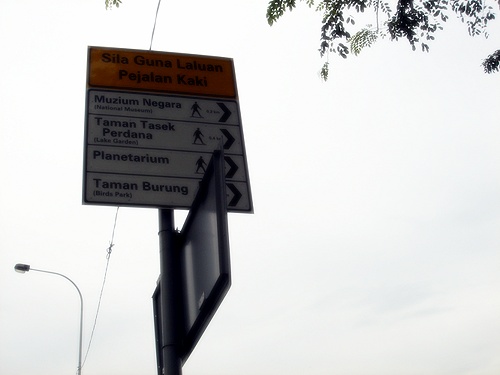 Sila Guna Laluan
Pejalan Kaki
Muzium Negara
(National Museum)
Taman Tasek
Perdana
(Lake Garden)
Planetarium
Taman Burung
(Birds Park)